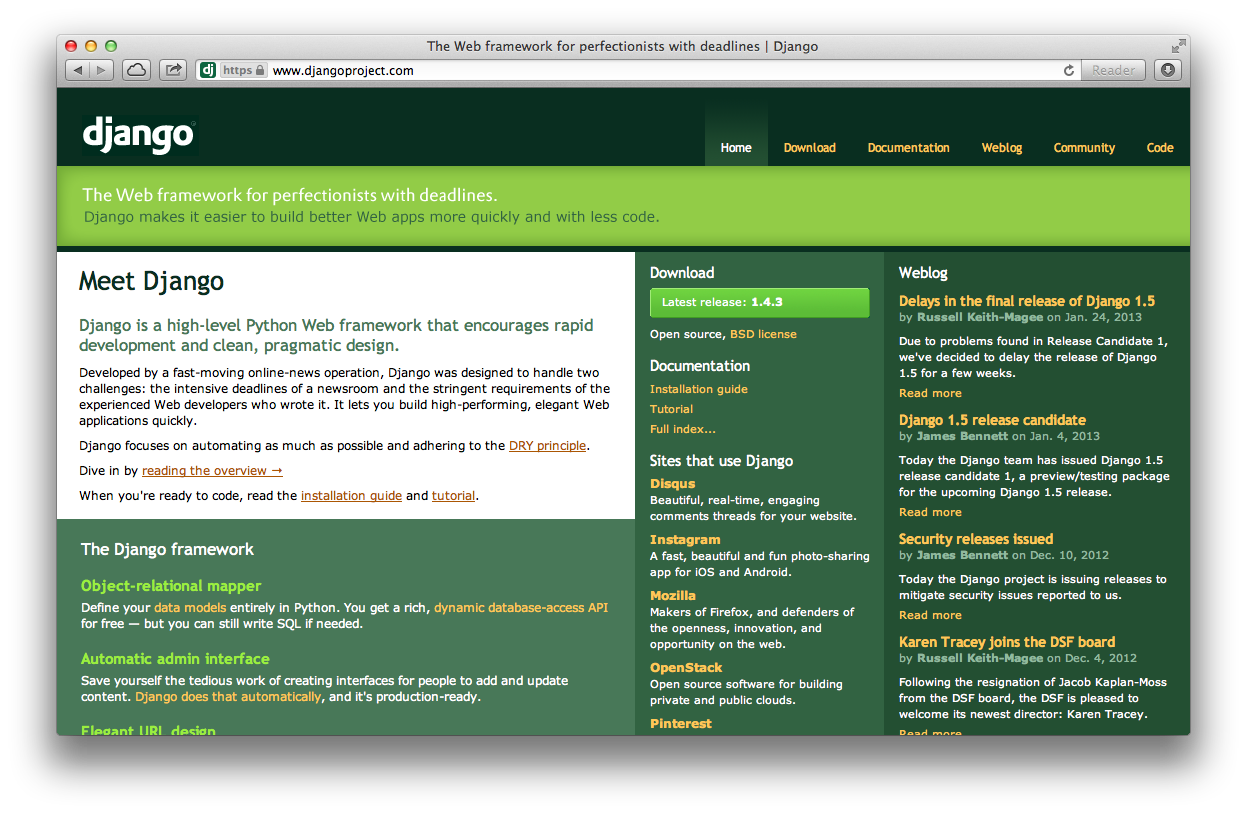 The Web framework for perfectionists with deadlines | Django
dj https www.djangoproject.com Reader
django
Home Download Documentation Weblog Community Code
The Web framework for perfectionists with deadlines.
Django makes it easier to build better Web apps more quickly and with less code.
Meet Django
Django is a high-level Python Web framework that encourages rapid
development and clean, pragmatic design.
Developed by a fast-moving online-news operation, Django was designed to handle two
challenges: the intensive deadlines of a newsroom and the stringent requirements of the
experienced Web developers who wrote it. It lets you build high-performing, elegant Web
applications quickly.
Django focuses on automating as much as possible and adhering to the DRY principle.
Dive in by reading the overview →
When you're ready to code, read the installation guide and tutorial.
The Django framework
Object-relational mapper
Define your data models entirely in Python. You get a rich, dynamic database-access API
for free — but you can still write SQL if needed.
Automatic admin interface
Save yourself the tedious work of creating interfaces for people to add and update
content. Django does that automatically, and it's production-ready.
Elegant URL design
Download
Latest release: 1.4.3
Open source, BSD license
Documentation
Installation guide
Tutorial
Full index...
Sites that use Django
Disqus
Beautiful, real-time, engaging
comments threads for your website.
Instagram
A fast, beautiful and fun photo-sharing
app for iOS and Android.
Mozilla
Makers of Firefox, and defenders of
the openness, innovation, and
opportunity on the web.
OpenStack
Open source software for building
private and public clouds.
Pinterest
Weblog
Delays in the final release of Django 1.5
by Russell Keith-Magee on Jan. 24, 2013
Due to problems found in Release Candidate 1,
we've decided to delay the release of Django
1.5 for a few weeks.
Read more
Django 1.5 release candidate
by James Bennett on Jan. 4, 2013
Today the Django team has issued Django 1.5
release candidate 1, a preview/testing package
for the upcoming Django 1.5 release.
Read more
Security releases issued
by James Bennett on Dec. 10, 2012
Today the Django project is issuing releases to
mitigate security issues reported to us.
Read more
Karen Tracey joins the DSF board
by Russell Keith-Magee on Dec. 4, 2012
Following the resignation of Jacob Kaplan-Moss
from the DSF board, the DSF is pleased to
welcome its newest director: Karen Tracey.
Read more